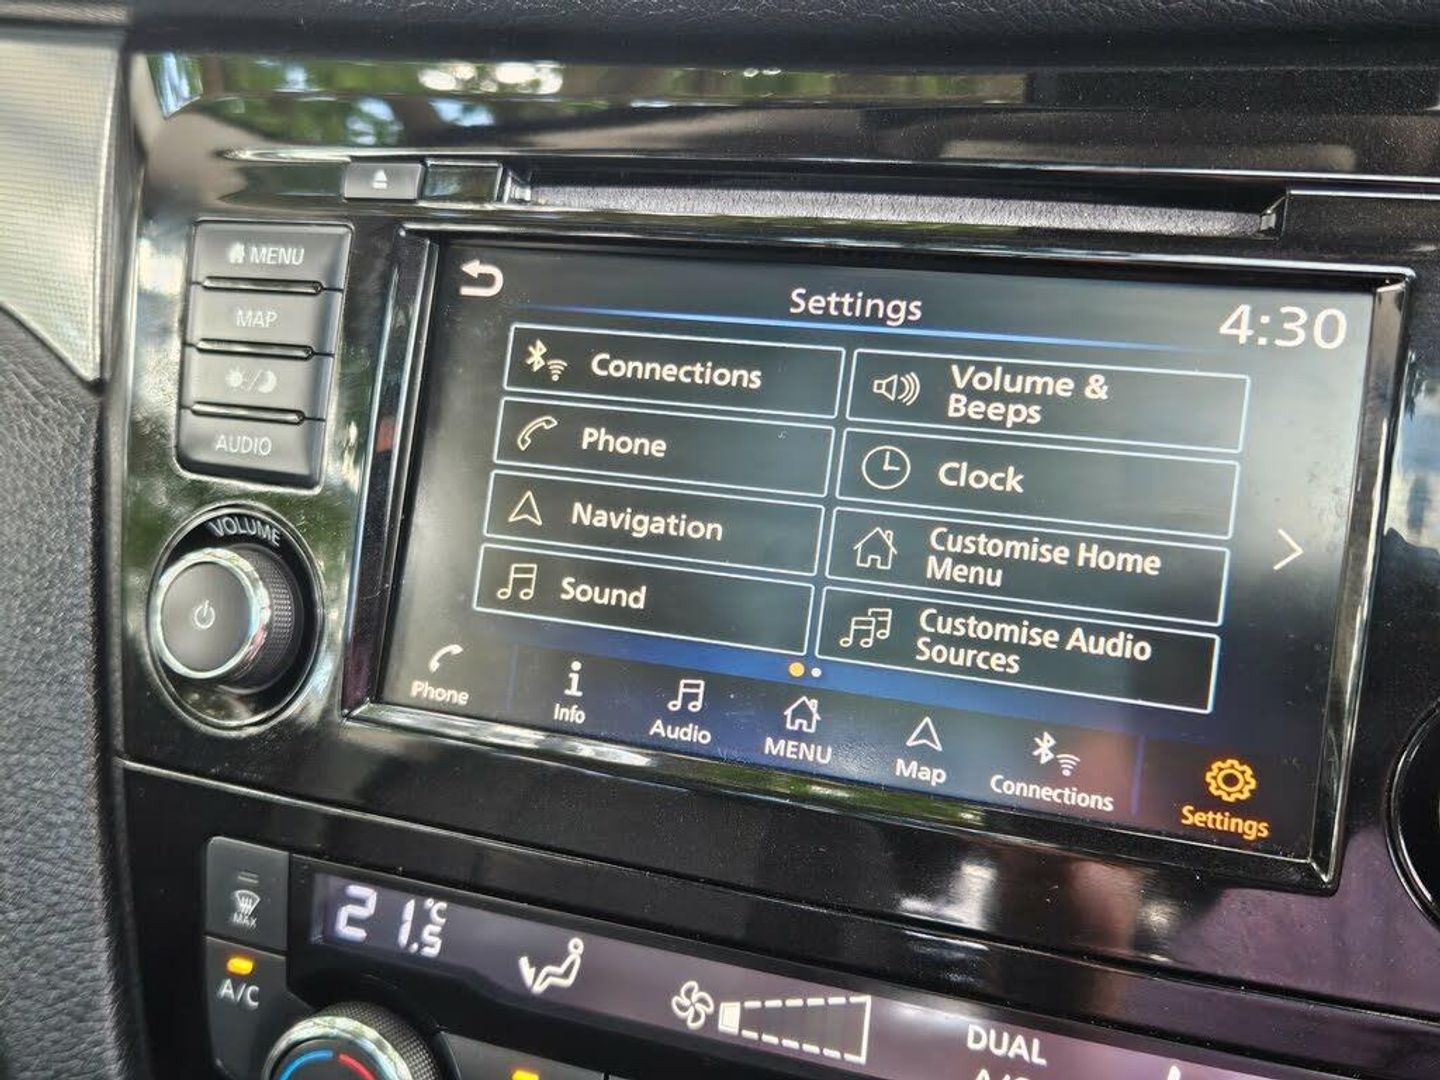 MENU
MAP
AUDIO
VOLUME
Settings
4:30
Connections
Volume &
Beeps
Phone
Clock
Navigation
Customise Home
Menu
Sound
Customise Audio
Sources
Phone
Info
Audio
MENU
Map
Connections
Settings
MAX
A/C
21.5°C
DUAL